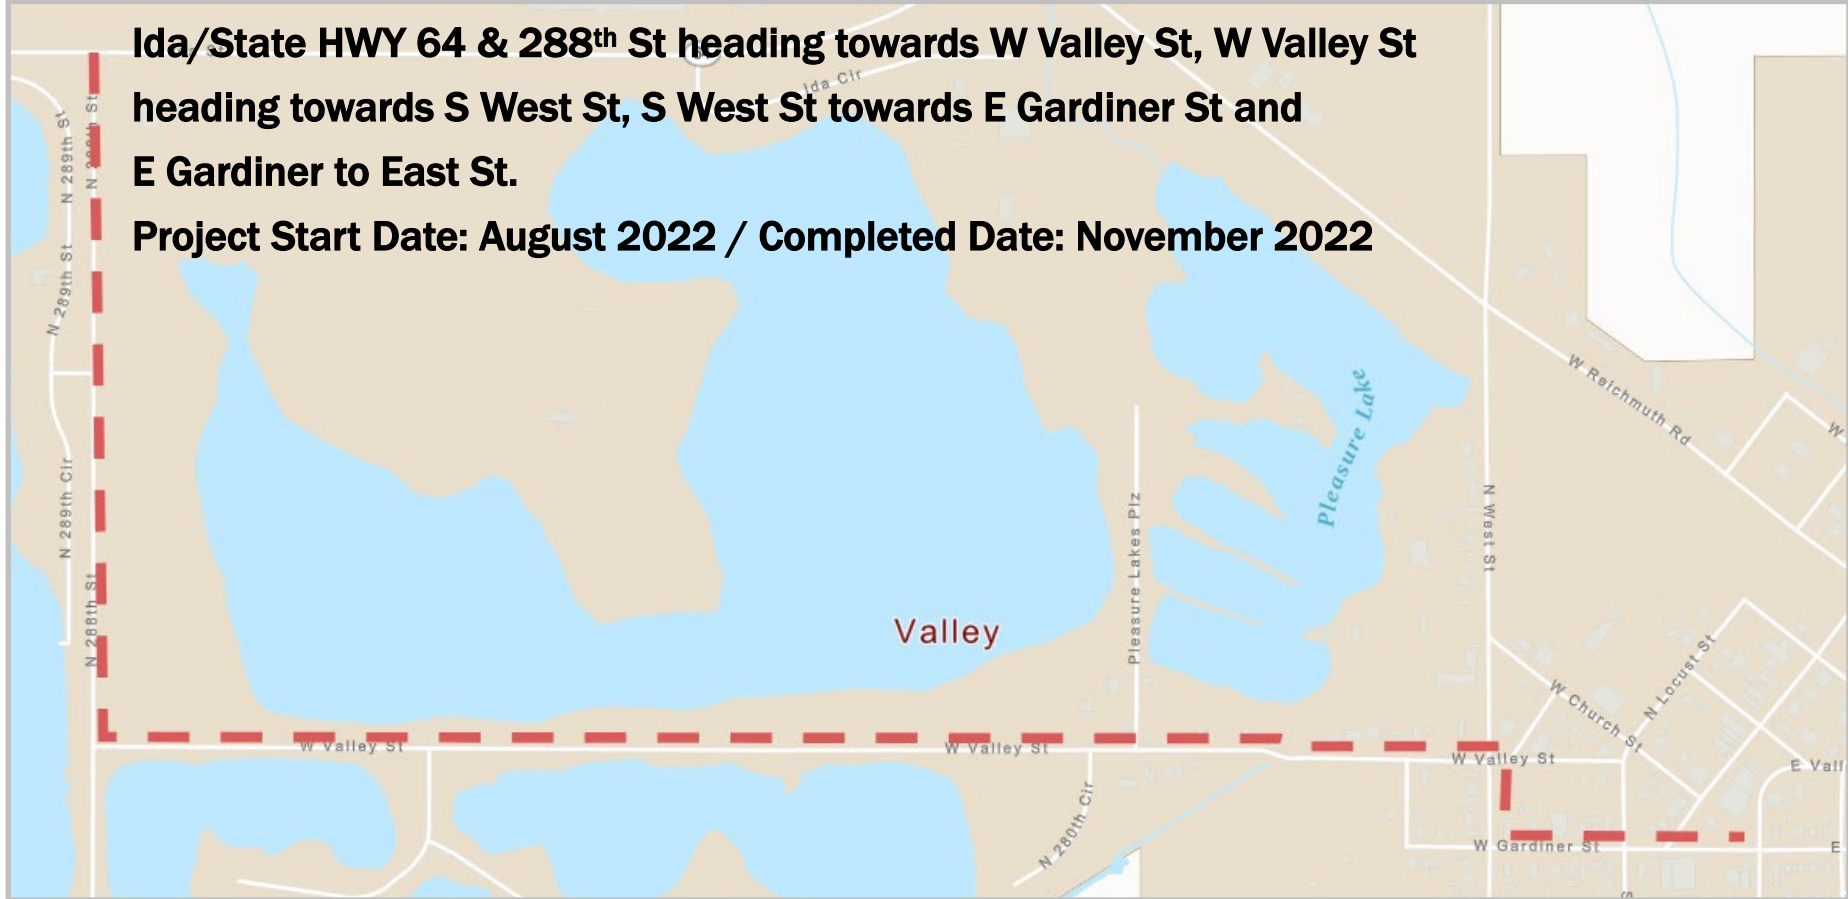 Ida/State HWY 64 & 288th St heading towards W Valley St, W Valley St
heading towards S West St, S West St towards E Gardiner St and
E Gardiner to East St.
Project Start Date: August 2022 / Completed Date: November 2022
Ida Cir
N 289th St
N 288th St
N 289th St
N 289th Cir
N 288th St
Pleasure Lake
Pleasure Lakes Plz
N West St
W Reichmuth Rd
W
Valley
N Locust St
W Church St
W Valley St
W Valley St
W Valley St
E Vall
N 280th Cir
W Gardiner St
E
S